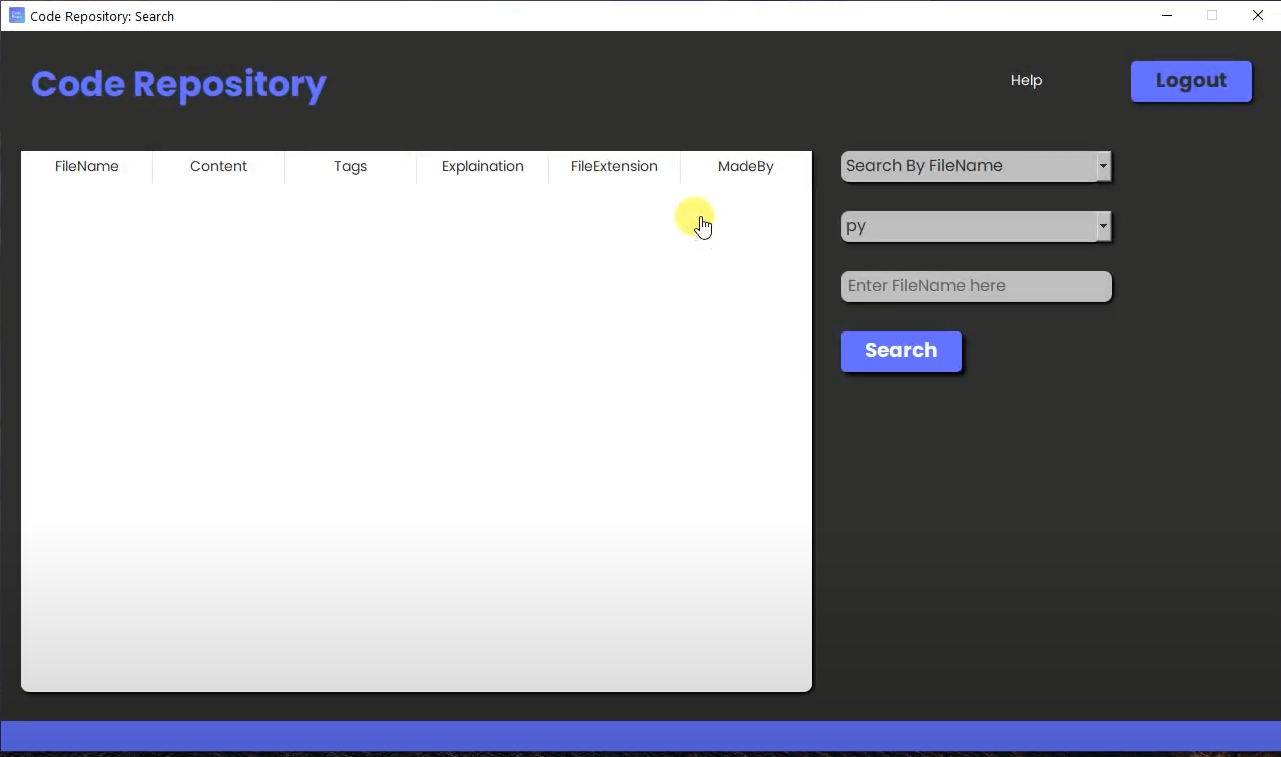 Code Repository: Search
Code Repository
Help
Logout
FileName Content Tags Explaination FileExtension MadeBy
Search By FileName
py
Enter FileName here
Search